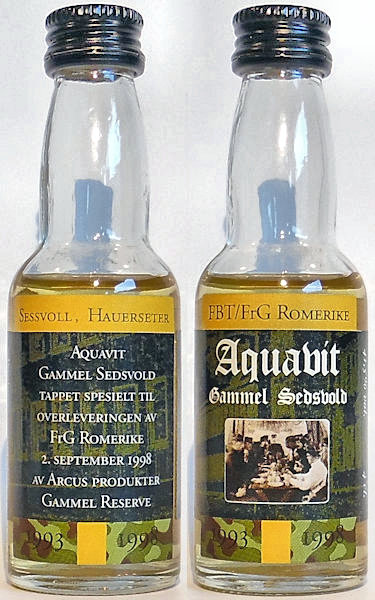 Sessvoll, Hauerseter
Aquavit
Gammel Sedsvold
tappet spesielt til
overleveringen av
FrG Romerike
2. september 1998
av Arcus produkter
Gammel Reserve
1993 1998
FBT/FrG Romerike
Aquavit
Gammel Sedsvold
1993 1998